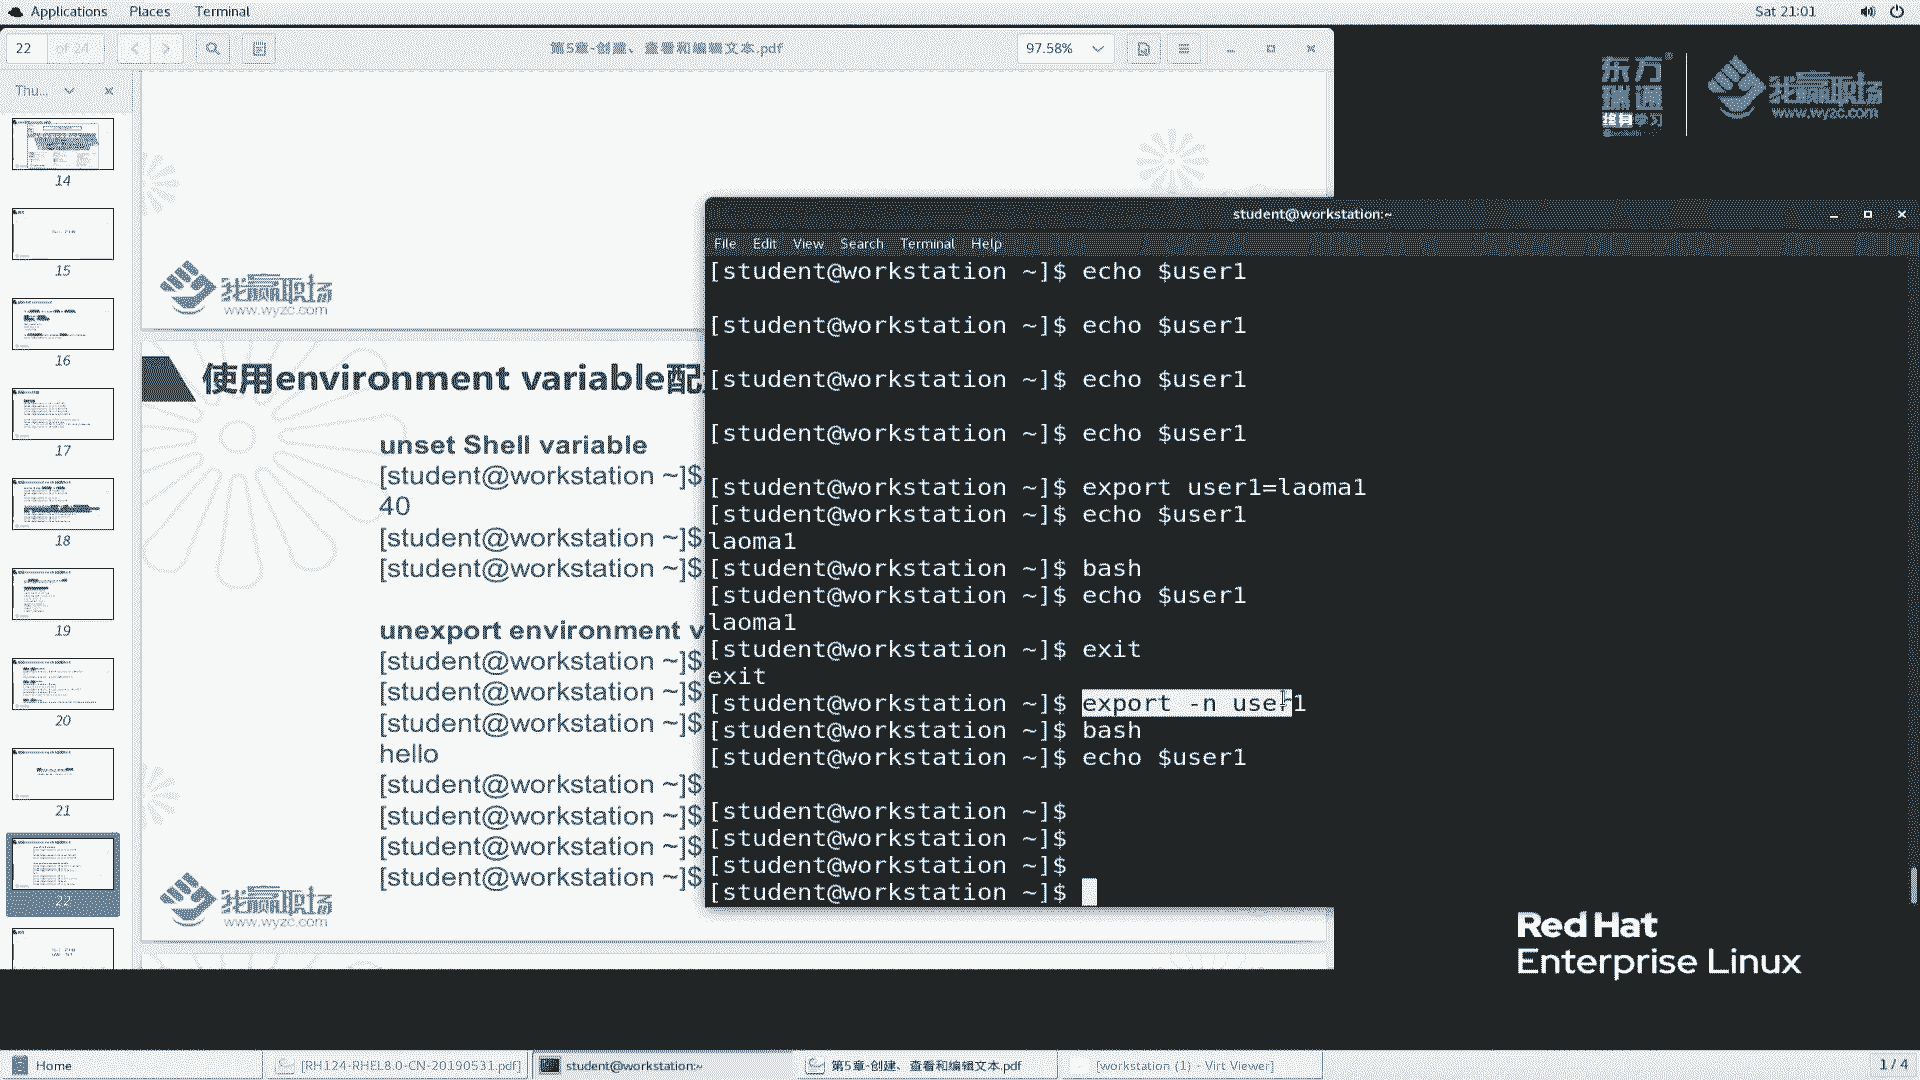 Applications Places Terminal Sat 21:01
22 of 24 第5章-创建、查看和编辑文本.pdf 97.58%
Thu...
14
15
16
17
18
19
20
21
22
我赢职场
www.wyzc.com
使用environment variable配
unset Shell variable
[student@workstation ~]$
40
[student@workstation ~]$
[student@workstation ~]$
unexport environment v
[student@workstation ~]$
[student@workstation ~]$
[student@workstation ~]$
hello
[student@workstation ~]$
[student@workstation ~]$
[student@workstation ~]$
[student@workstation ~]$
我赢职场
www.wyzc.com
东方瑞通®
终身学习
我赢职场
www.wyzc.com
student@workstation:~
File Edit View Search Terminal Help
[student@workstation ~]$ echo $user1
[student@workstation ~]$ echo $user1
[student@workstation ~]$ echo $user1
[student@workstation ~]$ echo $user1
[student@workstation ~]$ export user1=laoma1
[student@workstation ~]$ echo $user1
laoma1
[student@workstation ~]$ bash
[student@workstation ~]$ echo $user1
laoma1
[student@workstation ~]$ exit
exit
[student@workstation ~]$ export -n user1
[student@workstation ~]$ bash
[student@workstation ~]$ echo $user1
[student@workstation ~]$
[student@workstation ~]$
[student@workstation ~]$
[student@workstation ~]$
Red Hat
Enterprise Linux
Home [RH124-RHEL8.0-CN-20190531.pdf] student@workstation:~ 第5章-创建、查看和编辑文本.pdf [workstation (1) - Virt Viewer] 1 / 4